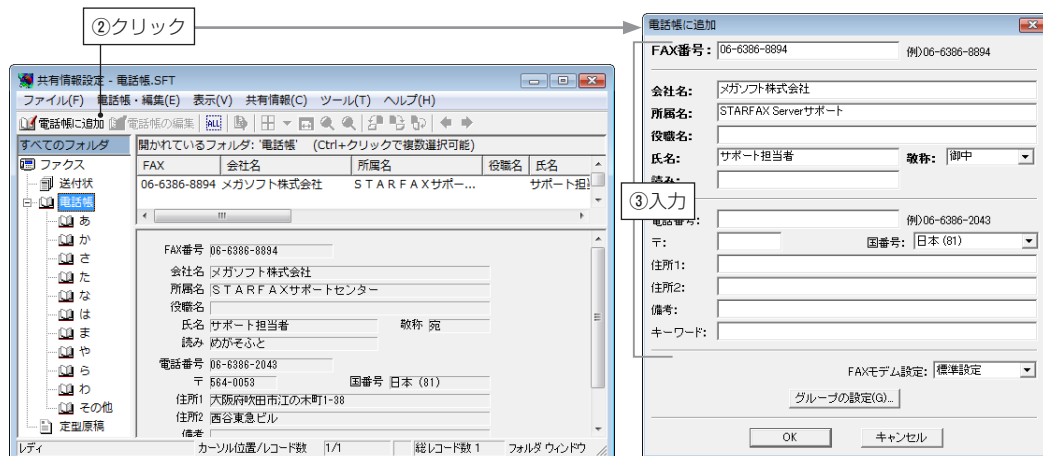 ②クリック
共有情報設定 - 電話帳.SFT
ファイル(F) 電話帳・編集(E) 表示(V) 共有情報(C) ツール(T) ヘルプ(H)
電話帳に追加 電話帳の編集 ALL
すべてのフォルダ
開かれているフォルダ: '電話帳' (Ctrl+クリックで複数選択可能)
ファクス
送付状
電話帳
あ
か
さ
た
な
は
ま
や
ら
わ
その他
定型原稿
FAX 会社名 所属名 役職名 氏名
06-6386-8894 メガソフト株式会社 STARFAXサポー... サポート担
FAX番号 06-6386-8894
会社名 メガソフト株式会社
所属名 STARFAXサポートセンター
役職名
氏名 サポート担当者 敬称 宛
読み めがそふと
電話番号 06-6386-2043
〒 564-0053 国番号 日本 (81)
住所1 大阪府吹田市江の木町1-38
住所2 西谷東急ビル
備考
レディ カーソル位置/レコード数 1/1 総レコード数 1 フォルダ ウィンドウ
電話帳に追加
FAX番号: 06-6386-8894 例)06-6386-8894
会社名: メガソフト株式会社
所属名: STARFAX Serverサポート
役職名:
氏名: サポート担当者 敬称: 御中
読み:
③入力
電話番号: 例)06-6386-2043
〒: 国番号: 日本 (81)
住所1:
住所2:
備考:
キーワード:
FAXモデム設定: 標準設定
グループの設定(G)...
OK キャンセル